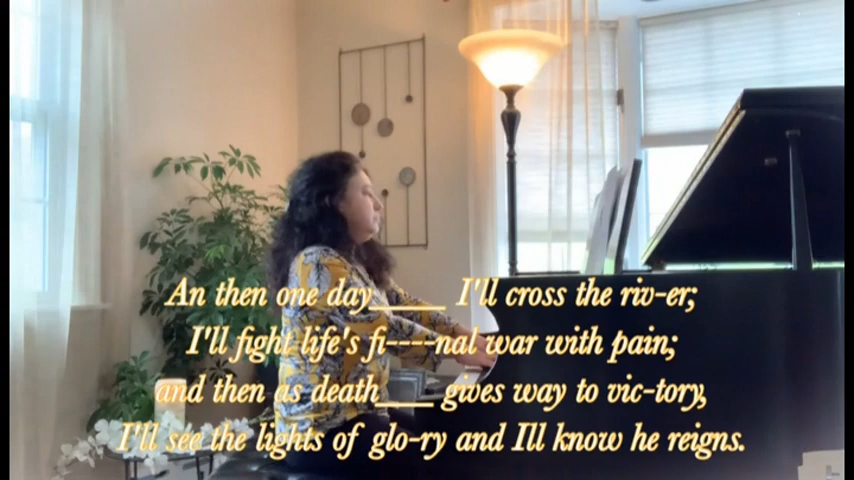 An then one day____ I'll cross the riv-er;
I'll fight life's fi----nal war with pain;
and then as death____ gives way to vic-tory,
I'll see the lights of glo-ry and Ill know he reigns.